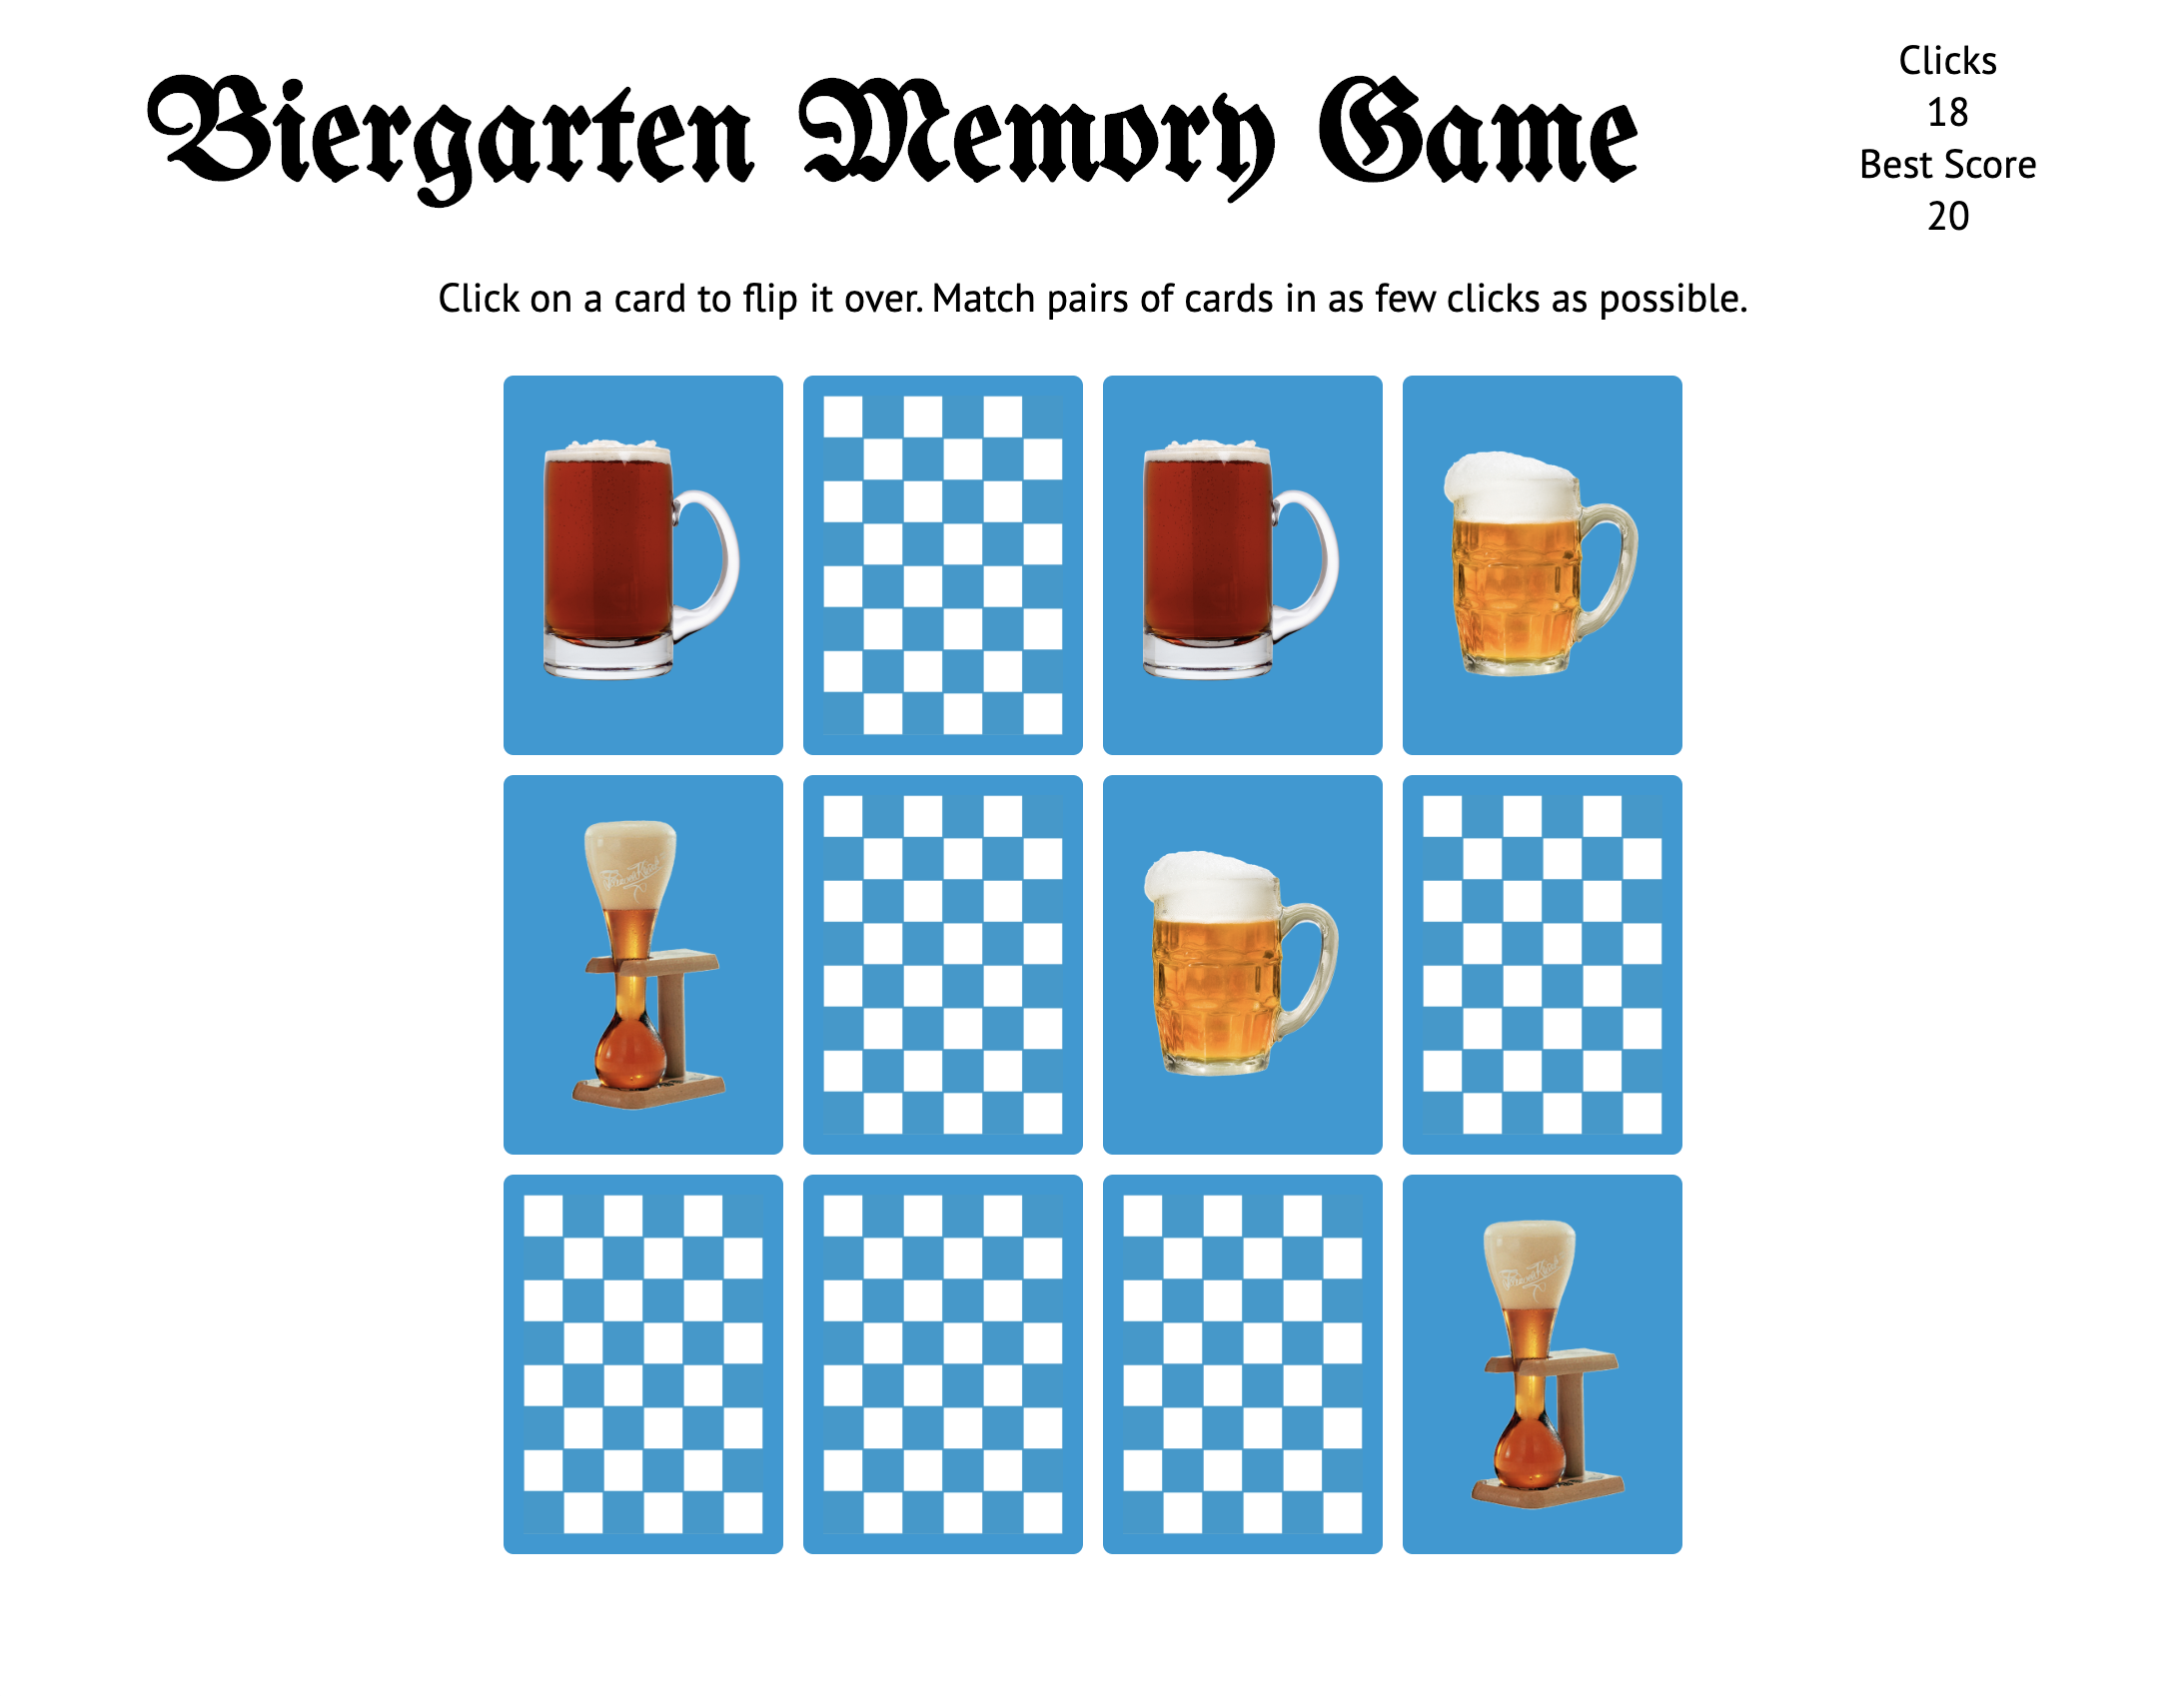 Biergarten Memory Game
Clicks
18
Best Score
20
Click on a card to flip it over. Match pairs of cards in as few clicks as possible.